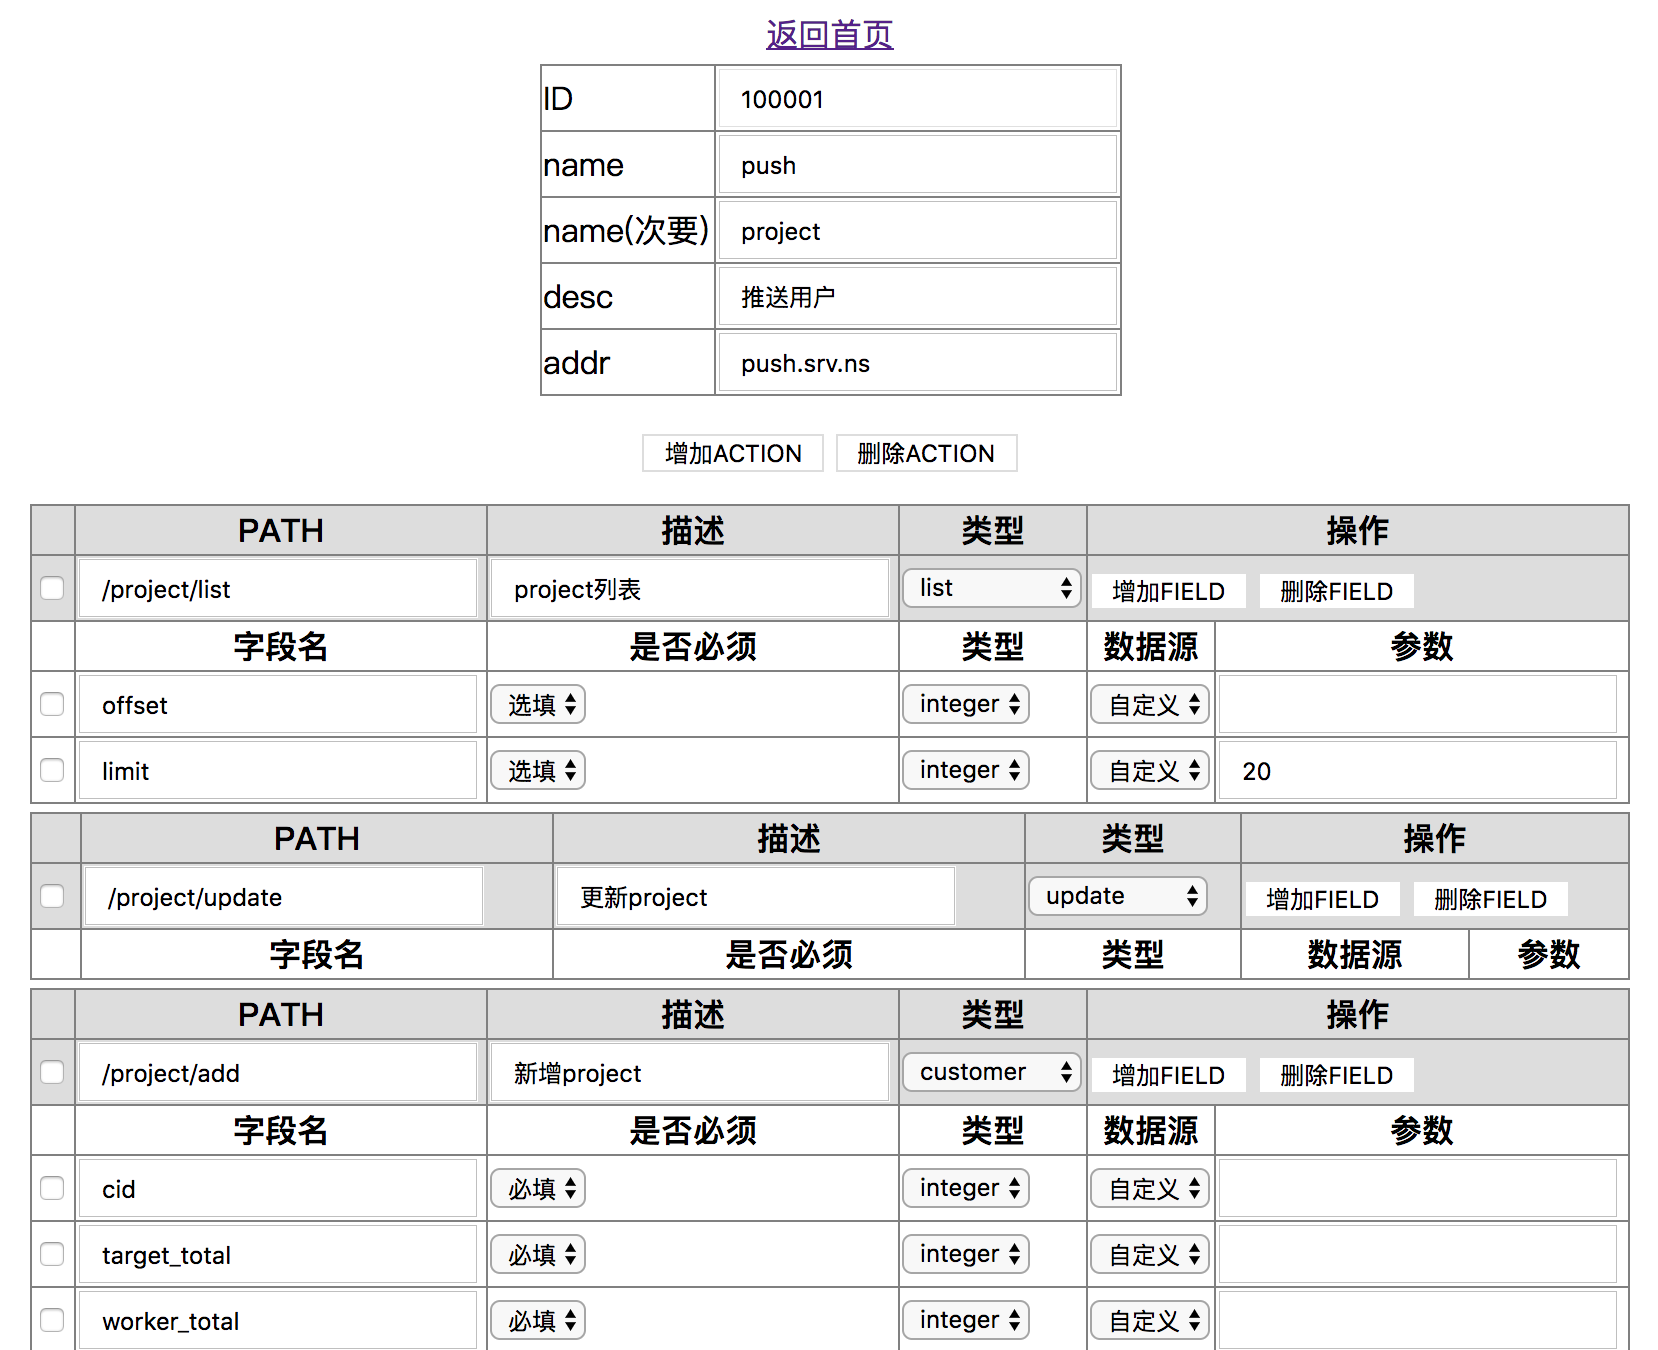 返回首页
ID 100001
name push
name(次要) project
desc 推送用户
addr push.srv.ns
增加ACTION 删除ACTION
PATH 描述 类型 操作
/project/list project列表 list 增加FIELD 删除FIELD
字段名 是否必须 类型 数据源 参数
offset 选填 integer 自定义
limit 选填 integer 自定义 20
PATH 描述 类型 操作
/project/update 更新project update 增加FIELD 删除FIELD
字段名 是否必须 类型 数据源 参数
PATH 描述 类型 操作
/project/add 新增project customer 增加FIELD 删除FIELD
字段名 是否必须 类型 数据源 参数
cid 必填 integer 自定义
target_total 必填 integer 自定义
worker_total 必填 integer 自定义